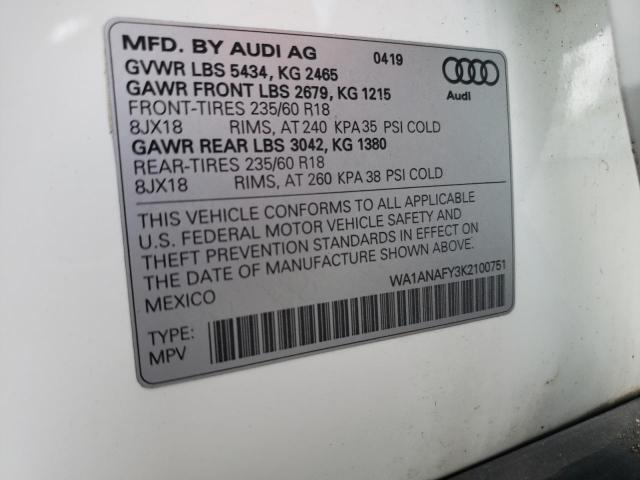 MFD. BY AUDI AG 0419
GVWR LBS 5434, KG 2465
GAWR FRONT LBS 2679, KG 1215
FRONT-TIRES 235/60 R18
8JX18 RIMS, AT 240 KPA 35 PSI COLD
GAWR REAR LBS 3042, KG 1380
REAR-TIRES 235/60 R18
8JX18 RIMS, AT 260 KPA 38 PSI COLD
Audi
THIS VEHICLE CONFORMS TO ALL APPLICABLE
U.S. FEDERAL MOTOR VEHICLE SAFETY AND
THEFT PREVENTION STANDARDS IN EFFECT ON
THE DATE OF MANUFACTURE SHOWN ABOVE.
MEXICO
WA1ANAFY3K2100751
TYPE:
MPV